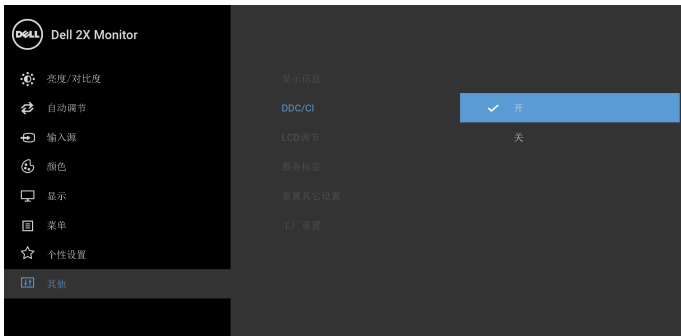 DELL Dell 2X Monitor
亮度/对比度
自动调节
输入源
颜色
显示
菜单
个性设置
其他
显示信息
DDC/CI
LCD调节
服务标签
重置其它设置
工厂重置
开
关